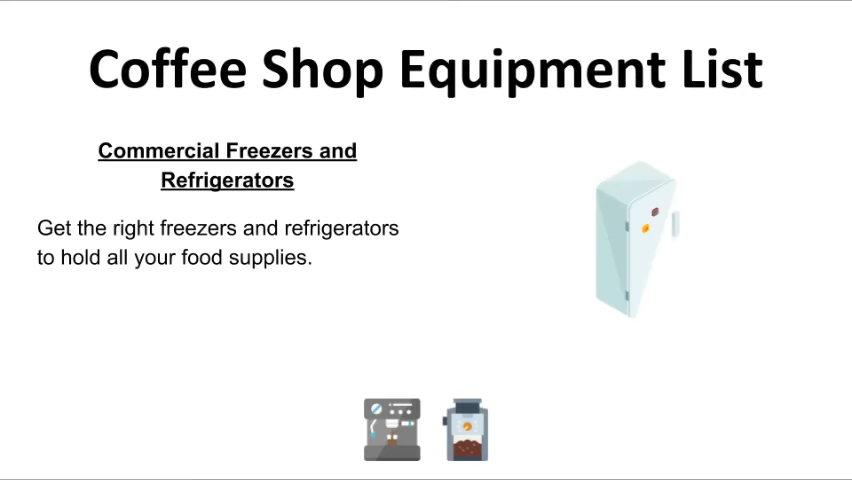 Coffee Shop Equipment List
Commercial Freezers and
Refrigerators
Get the right freezers and refrigerators
to hold all your food supplies.